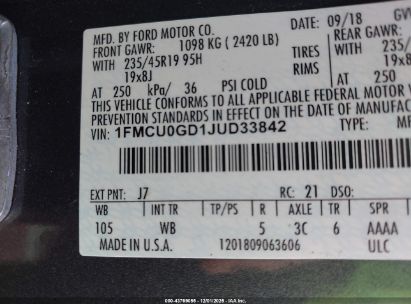 MFD. BY FORD MOTOR CO.
09/18
GV
FRONT GAWR: 1098 KG ( 2420 LB)
REAR GAWR:
WITH 235/45R19 95H
TIRES
235/
19x8J
RIMS
19x
AT 250 kPa/ 36 PSI COLD
AT 250
THIS VEHICLE CONFORMS TO ALL APPLICABLE FEDERAL MOTOR
PREVENTION STANDARDS IN EFFECT ON THE DATE OF MANUFAC
VIN: 1FMCU0GD1JUD33842
TYPE: MP
EXT PNT: J7
RC: 21 DSO:
WB INT TR TP/PS R AXLE TR SPR
105 WB 5 3C 6 AAAA
MADE IN U.S.A. 1201809063606 ULC